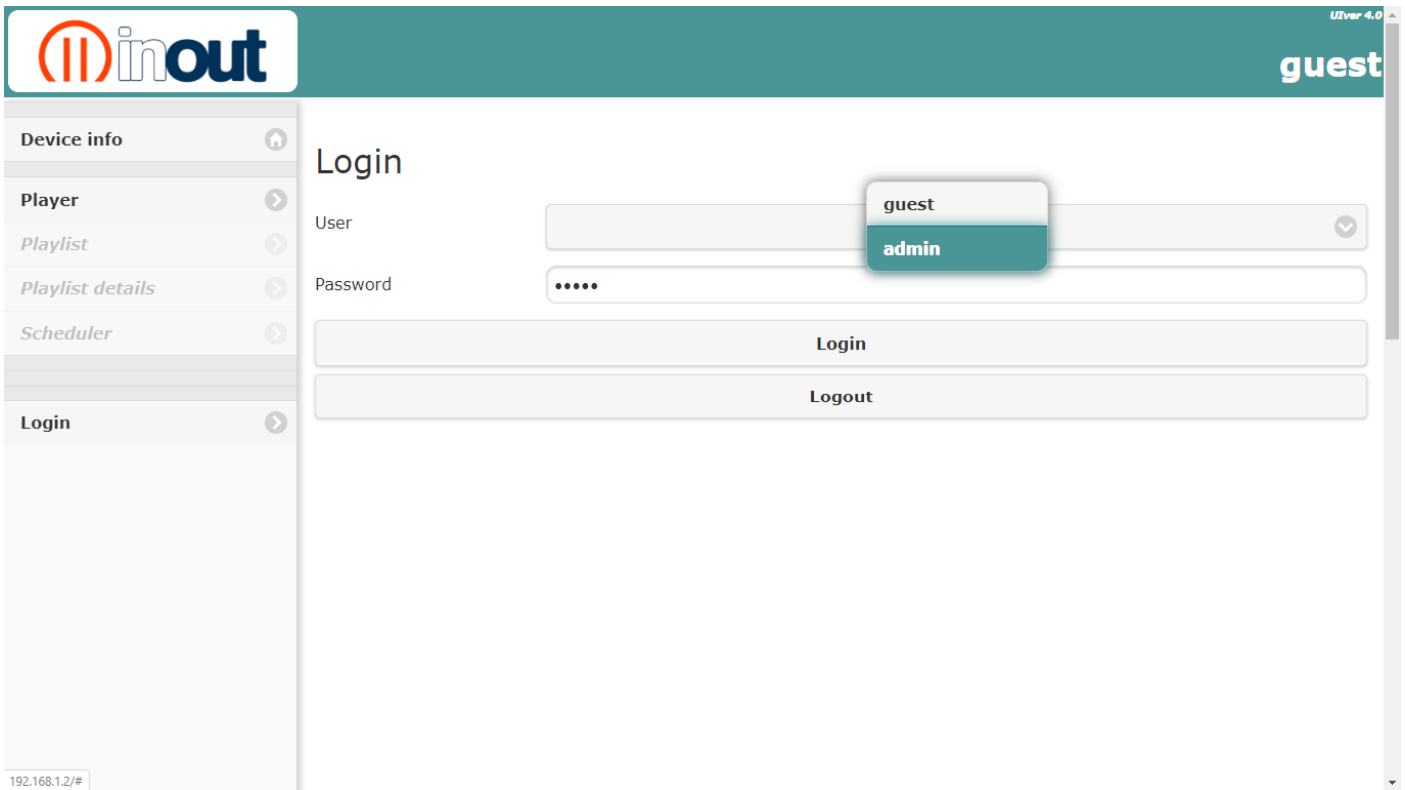 inout
UIver 4.0
guest
Device info
Player
Playlist
Playlist details
Scheduler
Login
Login
User
guest
admin
Password
•••••
Login
Logout
192.168.1.2/#